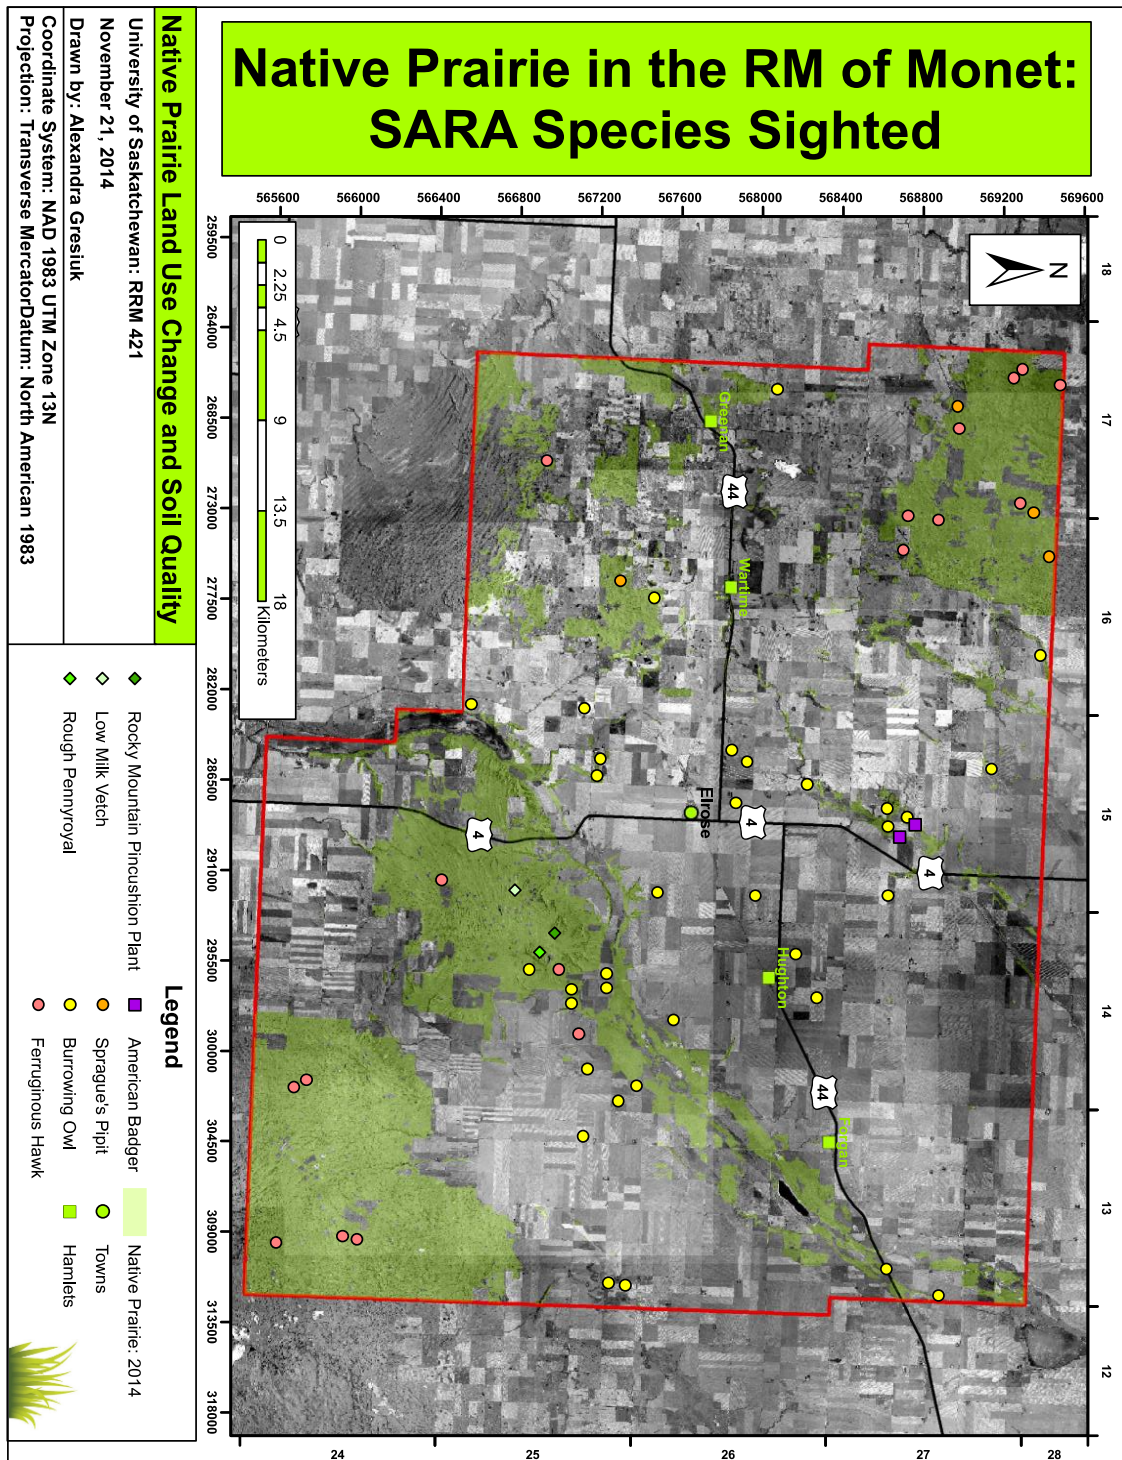 Native Prairie in the RM of Monet:
SARA Species Sighted
5655600
566000
566400
566800
567200
567600
568000
568400
568800
569200
569600
18
17
16
15
14
13
12
24
25
26
27
28
259500
264000
268500
273000
277500
282000
286500
291000
295500
300000
304500
309000
313500
318000
N
0 2.25 4.5 9 13.5 18
Kilometers
Greenan
44
Wartime
Elrose
4
4
4
Hughton
44
Forgan
Native Prairie Land Use Change and Soil Quality
University of Saskatchewan: RRM 421
November 21, 2014
Drawn by: Alexandra Gresiuk
Coordinate System: NAD 1983 UTM Zone 13N
Projection: Transverse MercatorDatum: North American 1983
Legend
Rocky Mountain Pincushion Plant
Low Milk Vetch
Rough Pennyroyal
American Badger
Sprague's Pipit
Burrowing Owl
Ferruginous Hawk
Native Prairie: 2014
Towns
Hamlets